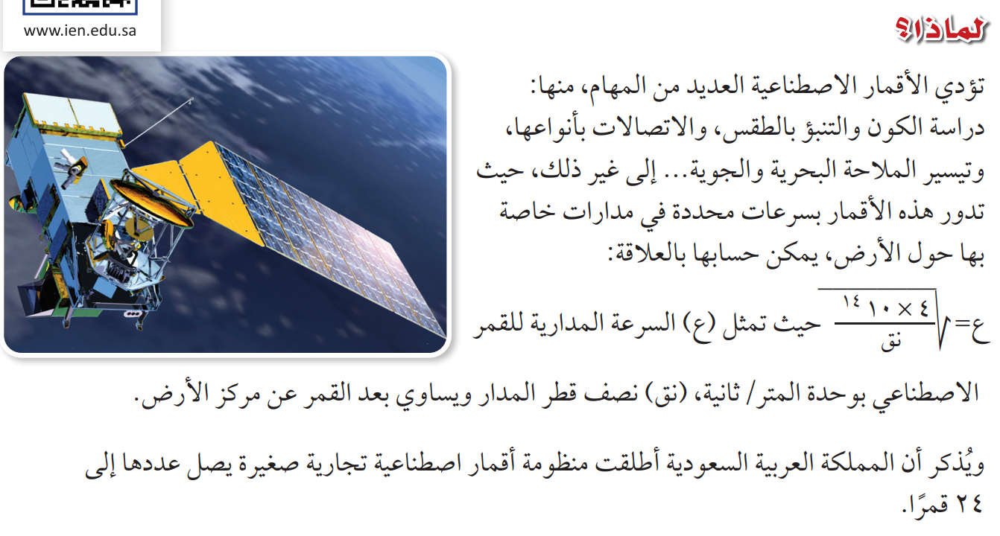 www.ien.edu.sa
لماذا؟
تؤدي الأقمار الاصطناعية العديد من المهام، منها:
دراسة الكون والتنبؤ بالطقس، والاتصالات بأنواعها،
وتيسير الملاحة البحرية والجوية... إلى غير ذلك، حيث
تدور هذه الأقمار بسرعات محددة في مدارات خاصة
بها حول الأرض، يمكن حسابها بالعلاقة:
ع = √(٤ × ١٠^١٤ / نق) حيث تمثل (ع) السرعة المدارية للقمر
الاصطناعي بوحدة المتر/ ثانية، (نق) نصف قطر المدار ويساوي بعد القمر عن مركز الأرض.
ويُذكر أن المملكة العربية السعودية أطلقت منظومة أقمار اصطناعية تجارية صغيرة يصل عددها إلى
٢٤ قمرًا.